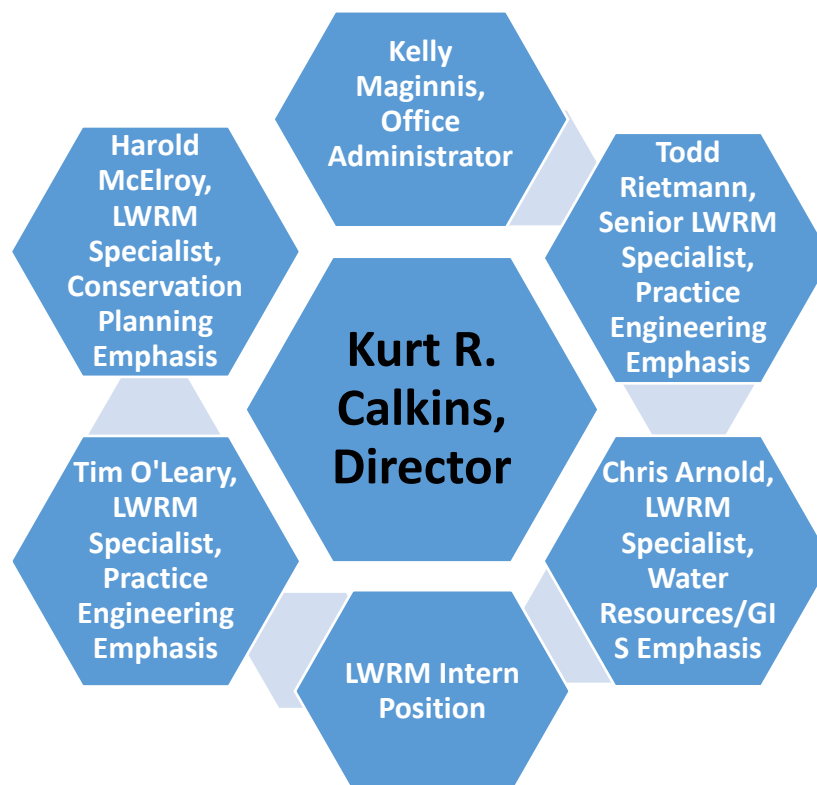 Kelly
Maginnis,
Office
Administrator
Todd
Rietmann,
Senior LWRM
Specialist,
Practice
Engineering
Emphasis
Chris Arnold,
LWRM
Specialist,
Water
Resources/GI
S Emphasis
LWRM Intern
Position
Tim O'Leary,
LWRM
Specialist,
Practice
Engineering
Emphasis
Harold
McElroy,
LWRM
Specialist,
Conservation
Planning
Emphasis
Kurt R.
Calkins,
Director